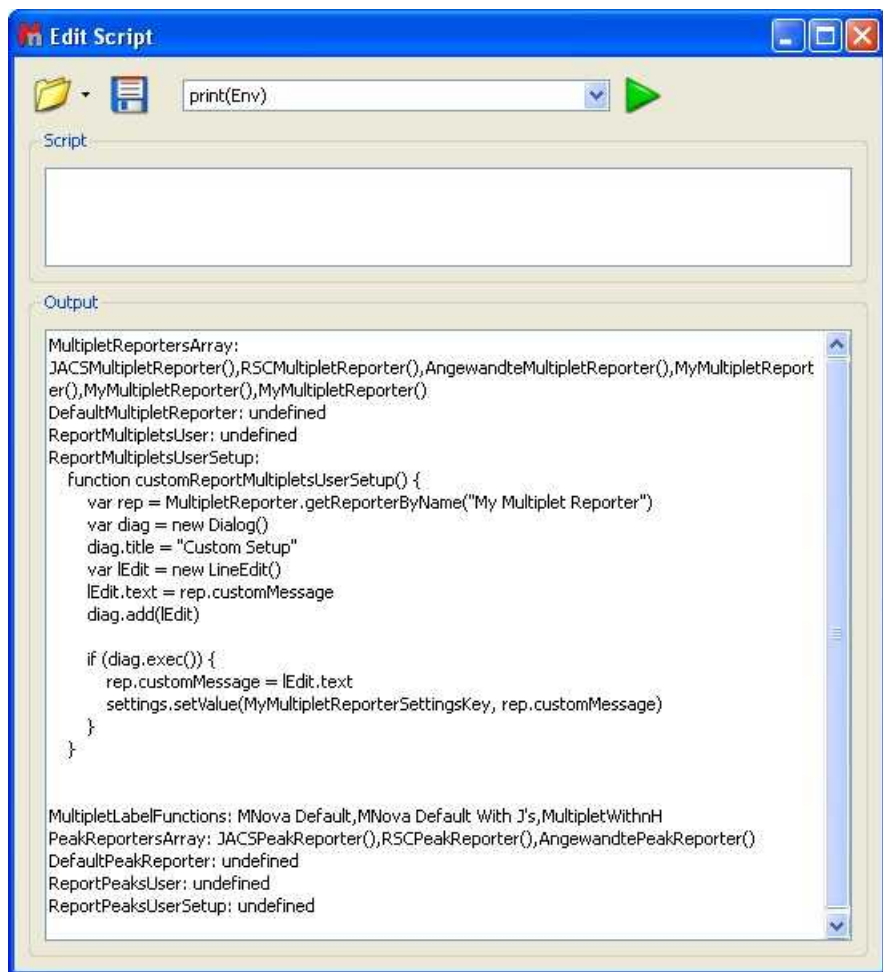 Edit Script
print(Env)
Script
Output
MultipletReportersArray:
JACSMultipletReporter(),RSCMultipletReporter(),AngewandteMultipletReporter(),MyMultipletReport
er(),MyMultipletReporter(),MyMultipletReporter()
DefaultMultipletReporter: undefined
ReportMultipletsUser: undefined
ReportMultipletsUserSetup:
function customReportMultipletsUserSetup() {
var rep = MultipletReporter.getReporterByName("My Multiplet Reporter")
var diag = new Dialog()
diag.title = "Custom Setup"
var lEdit = new LineEdit()
lEdit.text = rep.customMessage
diag.add(lEdit)
if (diag.exec()) {
rep.customMessage = lEdit.text
settings.setValue(MyMultipletReporterSettingsKey, rep.customMessage)
}
}
MultipletLabelFunctions: MNova Default,MNova Default With J's,MultipletWithnH
PeakReportersArray: JACSPeakReporter(),RSCPeakReporter(),AngewandtePeakReporter()
DefaultPeakReporter: undefined
ReportPeaksUser: undefined
ReportPeaksUserSetup: undefined